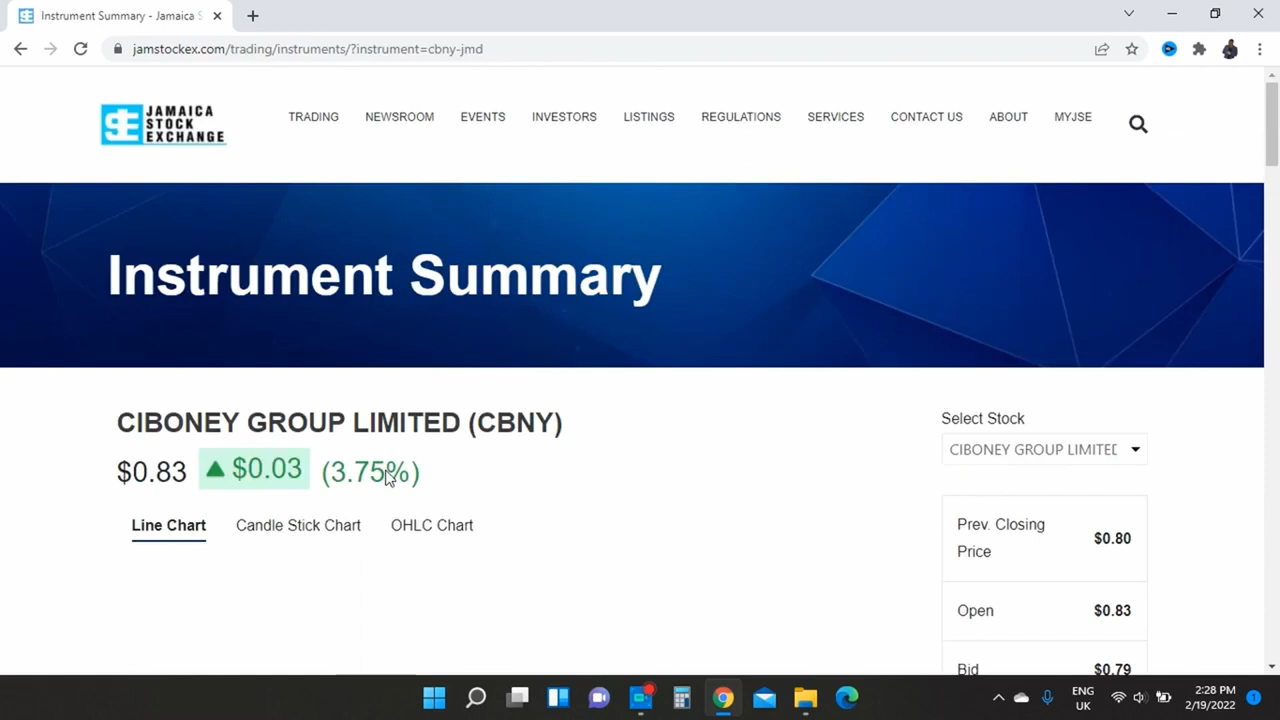 Instrument Summary - Jamaica S
jamstockex.com/trading/instruments/?instrument=cbny-jmd
JAMAICA
STOCK
EXCHANGE
TRADING
NEWSROOM
EVENTS
INVESTORS
LISTINGS
REGULATIONS
SERVICES
CONTACT US
ABOUT
MYJSE
Instrument Summary
CIBONEY GROUP LIMITED (CBNY)
$0.83 ▲ $0.03 (3.75%)
Line Chart
Candle Stick Chart
OHLC Chart
Select Stock
CIBONEY GROUP LIMITED
Prev. Closing
Price
$0.80
Open
$0.83
Bid
$0.79
ENG
UK
2:28 PM
2/19/2022
1